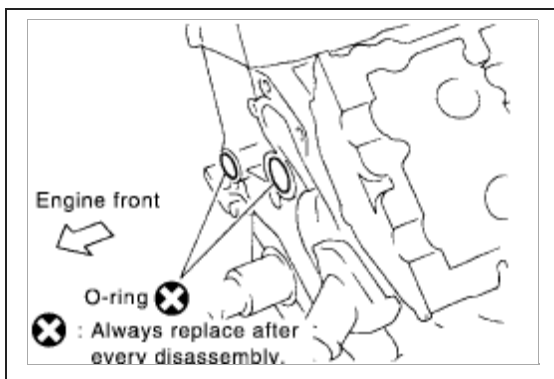 Engine front
O-ring
: Always replace after
every disassembly.